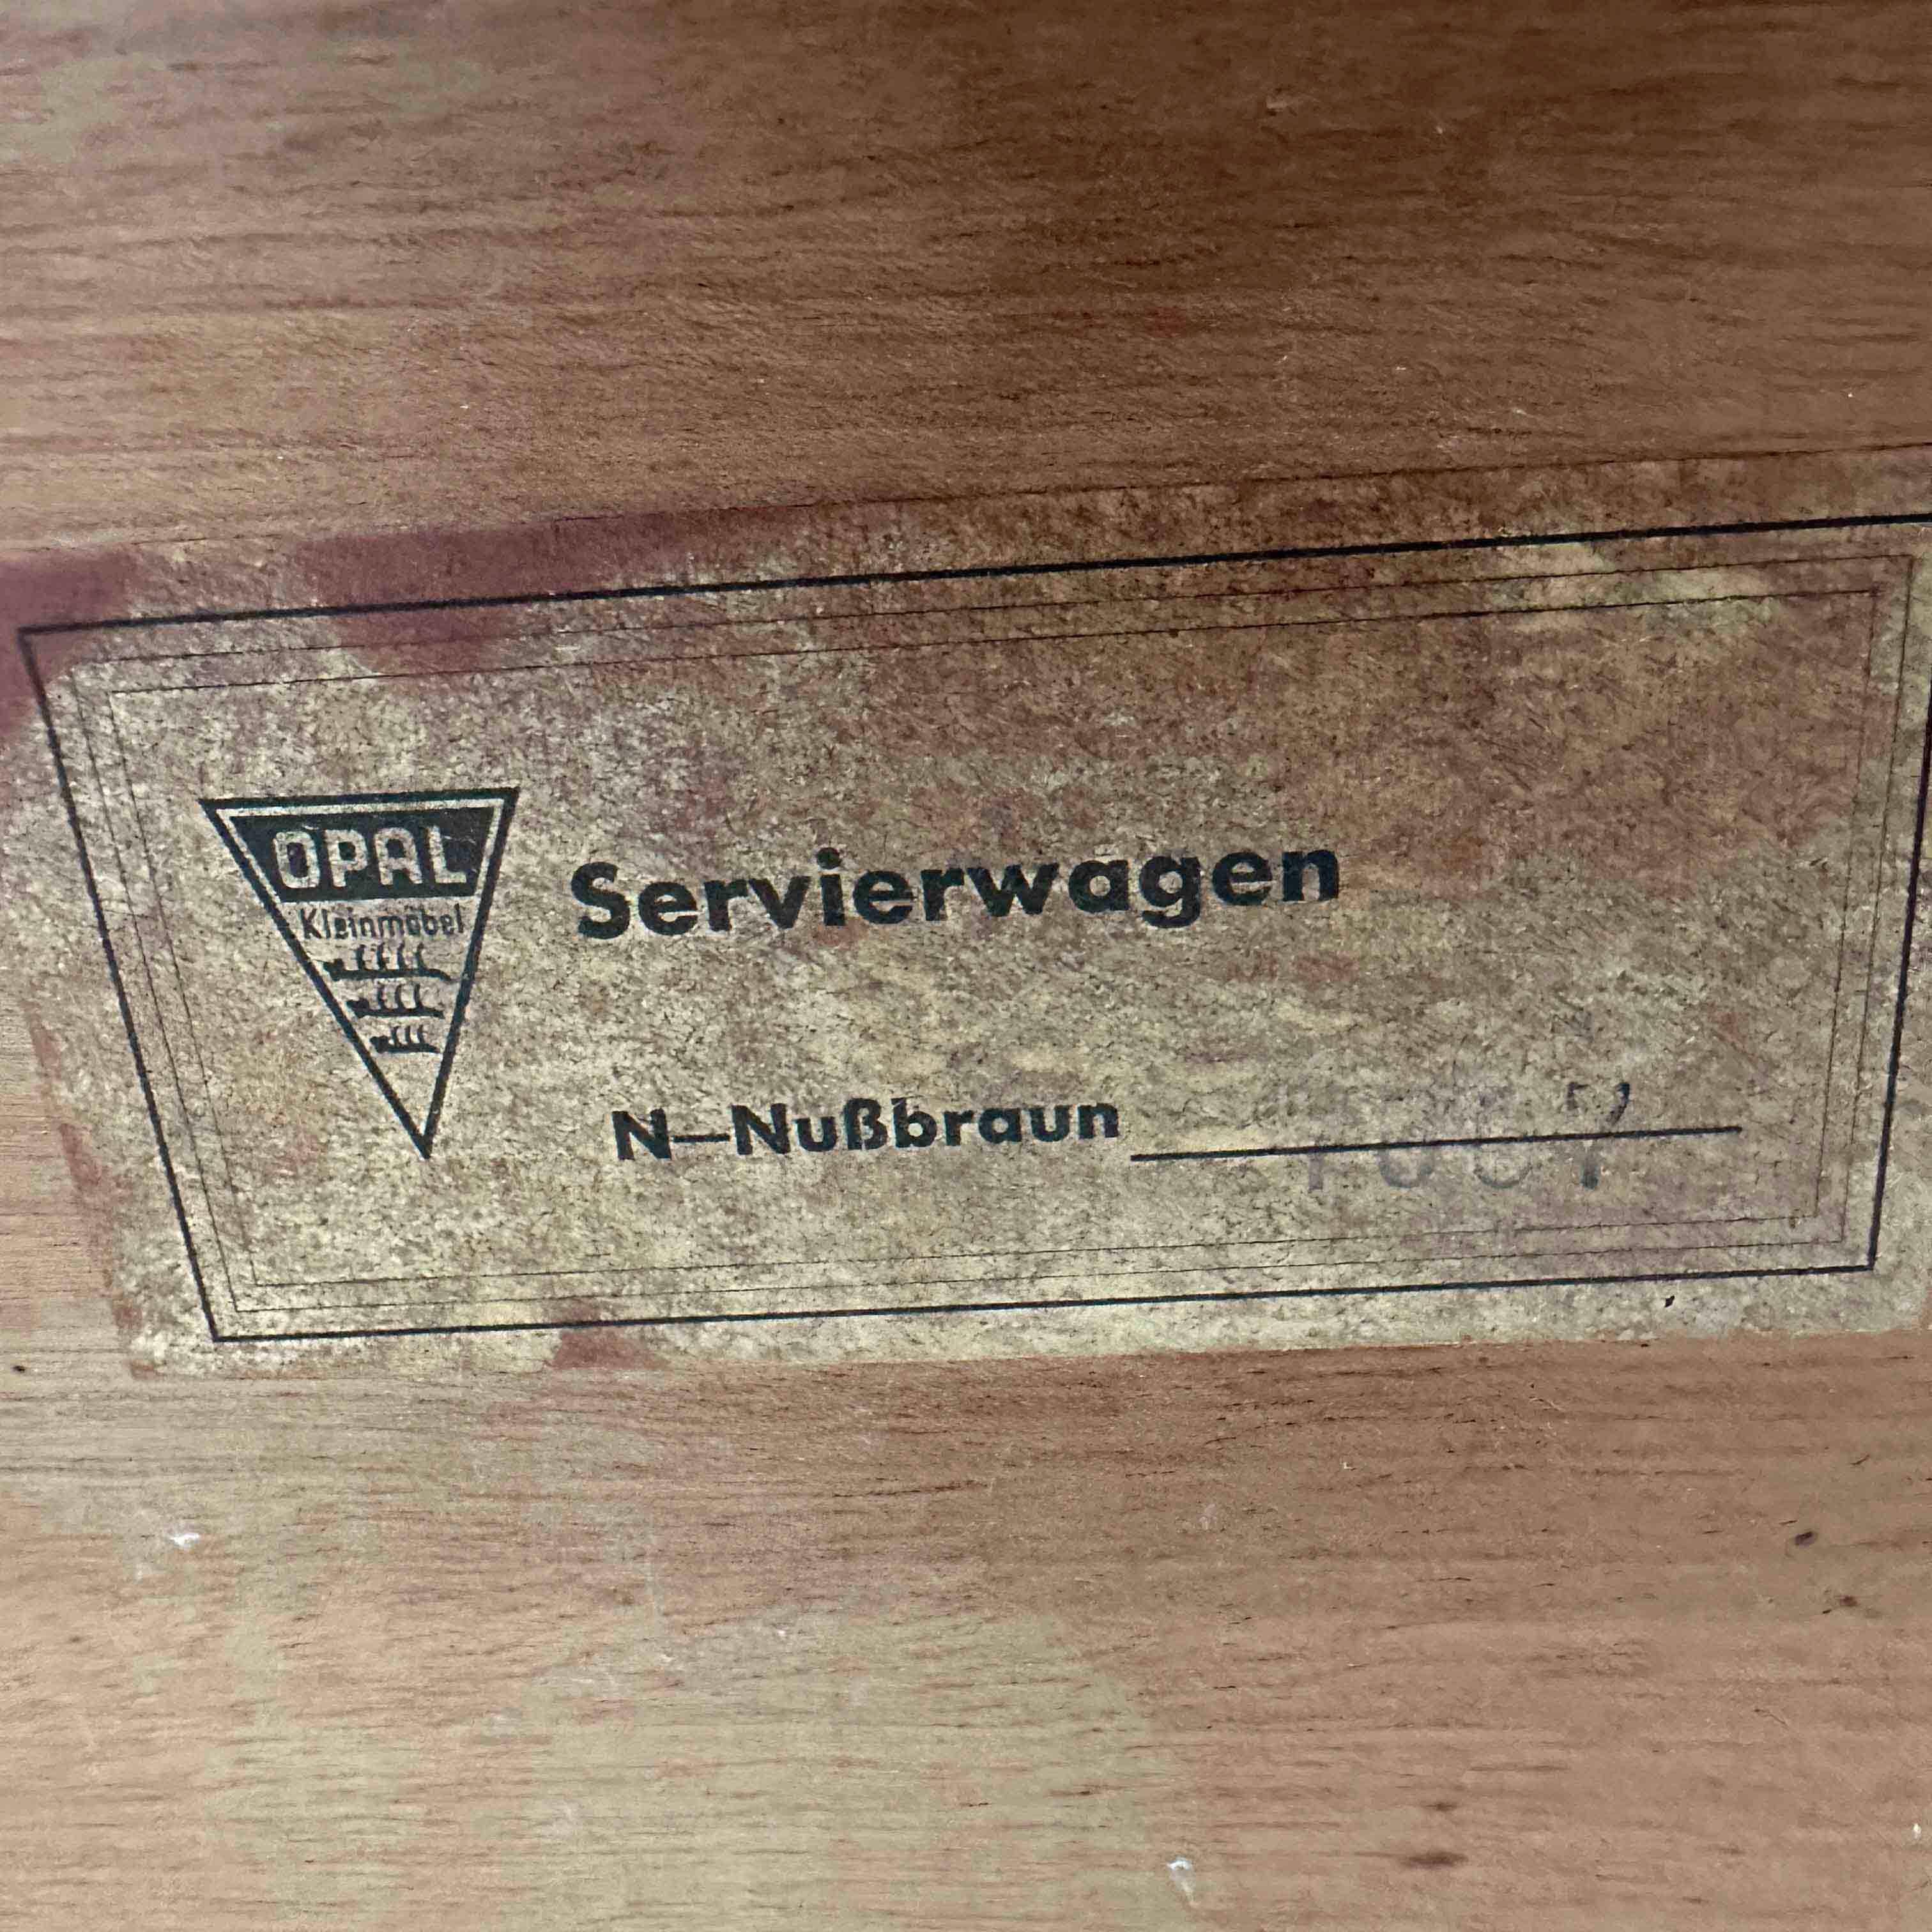 OPAL
Kleinmöbel
Servierwagen
N–Nußbraun